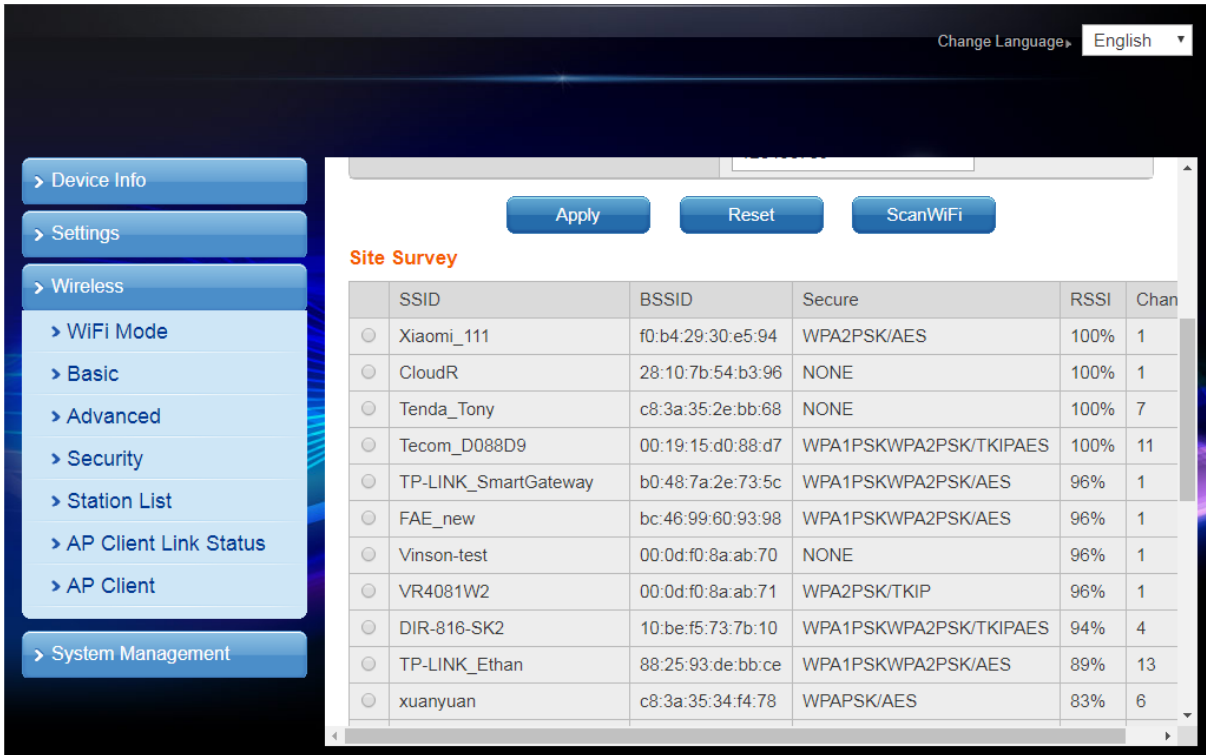 Change Language English
Device Info
Settings
Wireless
WiFi Mode
Basic
Advanced
Security
Station List
AP Client Link Status
AP Client
System Management
Apply Reset ScanWiFi
Site Survey
SSID BSSID Secure RSSI Chan
Xiaomi_111 f0:b4:29:30:e5:94 WPA2PSK/AES 100% 1
CloudR 28:10:7b:54:b3:96 NONE 100% 1
Tenda_Tony c8:3a:35:2e:bb:68 NONE 100% 7
Tecom_D088D9 00:19:15:d0:88:d7 WPA1PSKWPA2PSK/TKIPAES 100% 11
TP-LINK_SmartGateway b0:48:7a:2e:73:5c WPA1PSKWPA2PSK/AES 96% 1
FAE_new bc:46:99:60:93:98 WPA1PSKWPA2PSK/AES 96% 1
Vinson-test 00:0d:f0:8a:ab:70 NONE 96% 1
VR4081W2 00:0d:f0:8a:ab:71 WPA2PSK/TKIP 96% 1
DIR-816-SK2 10:be:f5:73:7b:10 WPA1PSKWPA2PSK/TKIPAES 94% 4
TP-LINK_Ethan 88:25:93:de:bb:ce WPA1PSKWPA2PSK/AES 89% 13
xuanyuan c8:3a:35:34:f4:78 WPAPSK/AES 83% 6